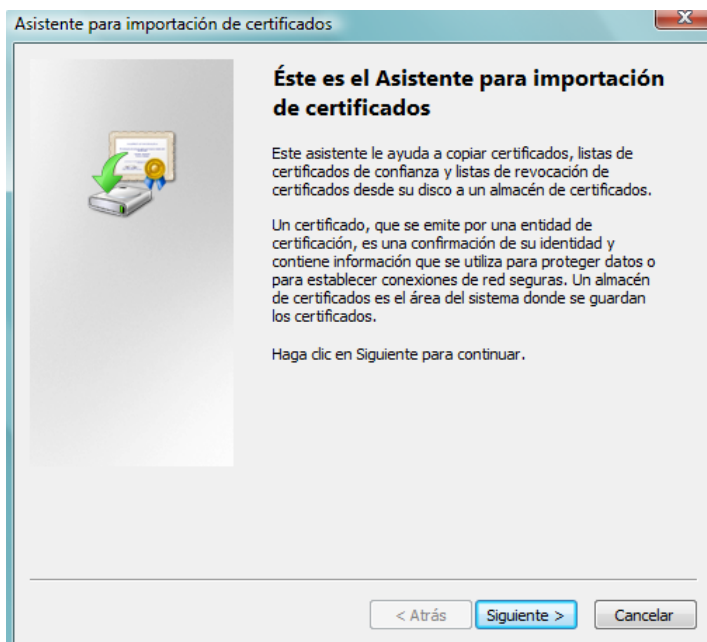 Asistente para importación de certificados
Éste es el Asistente para importación
de certificados
Este asistente le ayuda a copiar certificados, listas de
certificados de confianza y listas de revocación de
certificados desde su disco a un almacén de certificados.
Un certificado, que se emite por una entidad de
certificación, es una confirmación de su identidad y
contiene información que se utiliza para proteger datos o
para establecer conexiones de red seguras. Un almacén
de certificados es el área del sistema donde se guardan
los certificados.
Haga clic en Siguiente para continuar.
< Atrás Siguiente > Cancelar